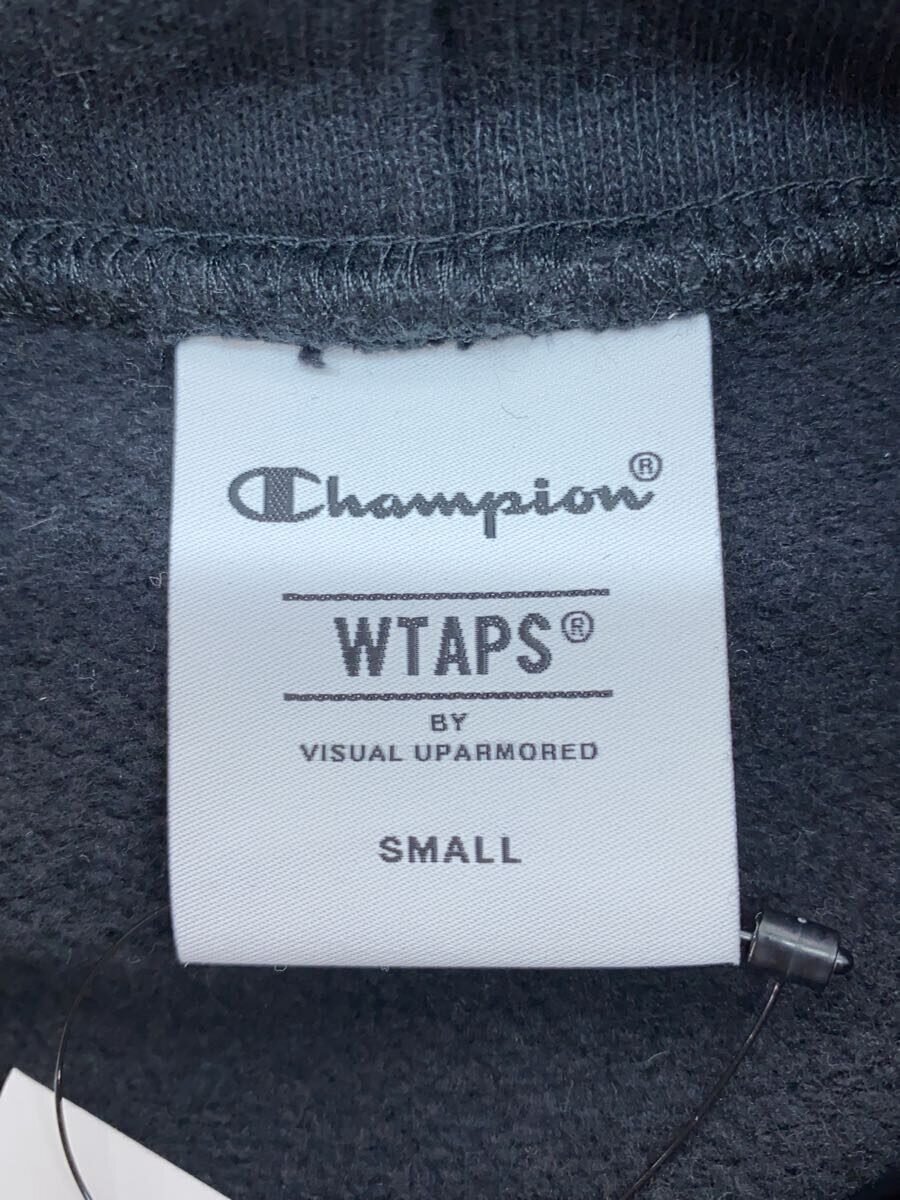 Champion®
WTAPS®
BY
VISUAL UPARMORED
SMALL